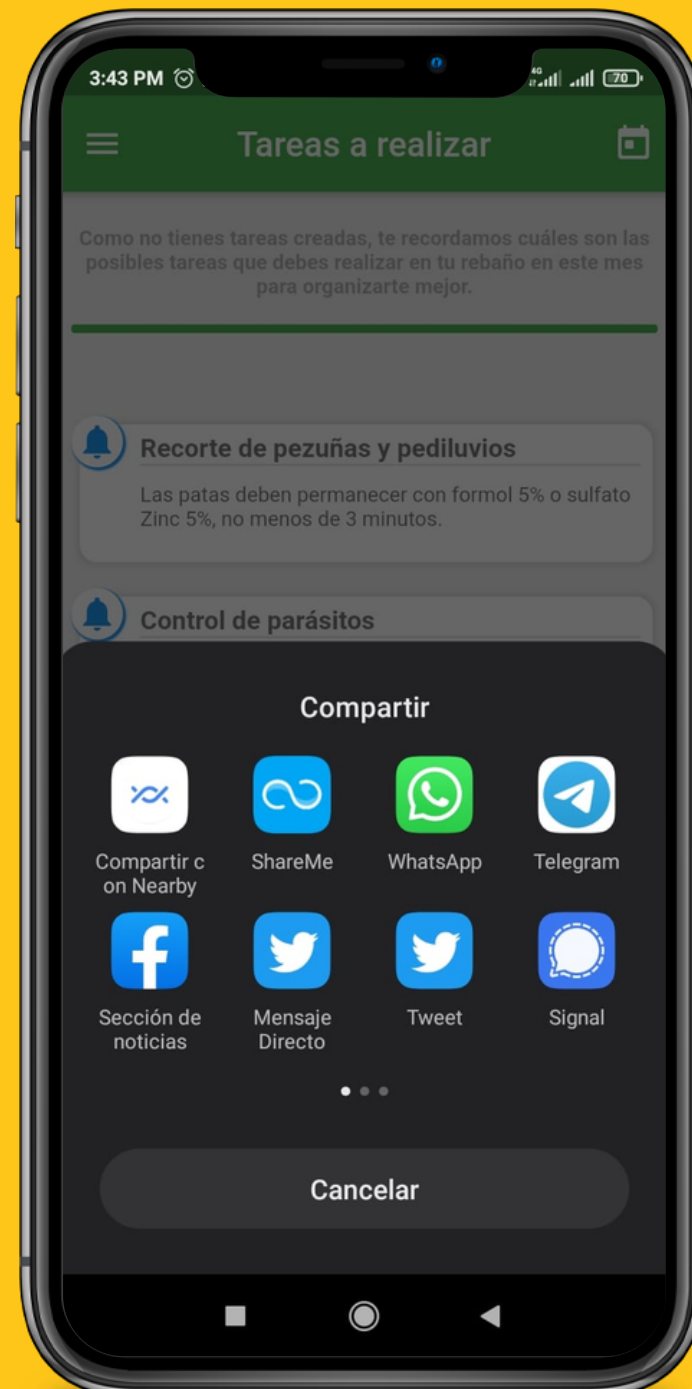 3:43 PM
4G
70
Tareas a realizar
Como no tienes tareas creadas, te recordamos cuáles son las
posibles tareas que debes realizar en tu rebaño en este mes
para organizarte mejor.
Recorte de pezuñas y pediluvios
Las patas deben permanecer con formol 5% o sulfato
Zinc 5%, no menos de 3 minutos.
Control de parásitos
Compartir
Compartir c
on Nearby
ShareMe
WhatsApp
Telegram
Sección de
noticias
Mensaje
Directo
Tweet
Signal
Cancelar